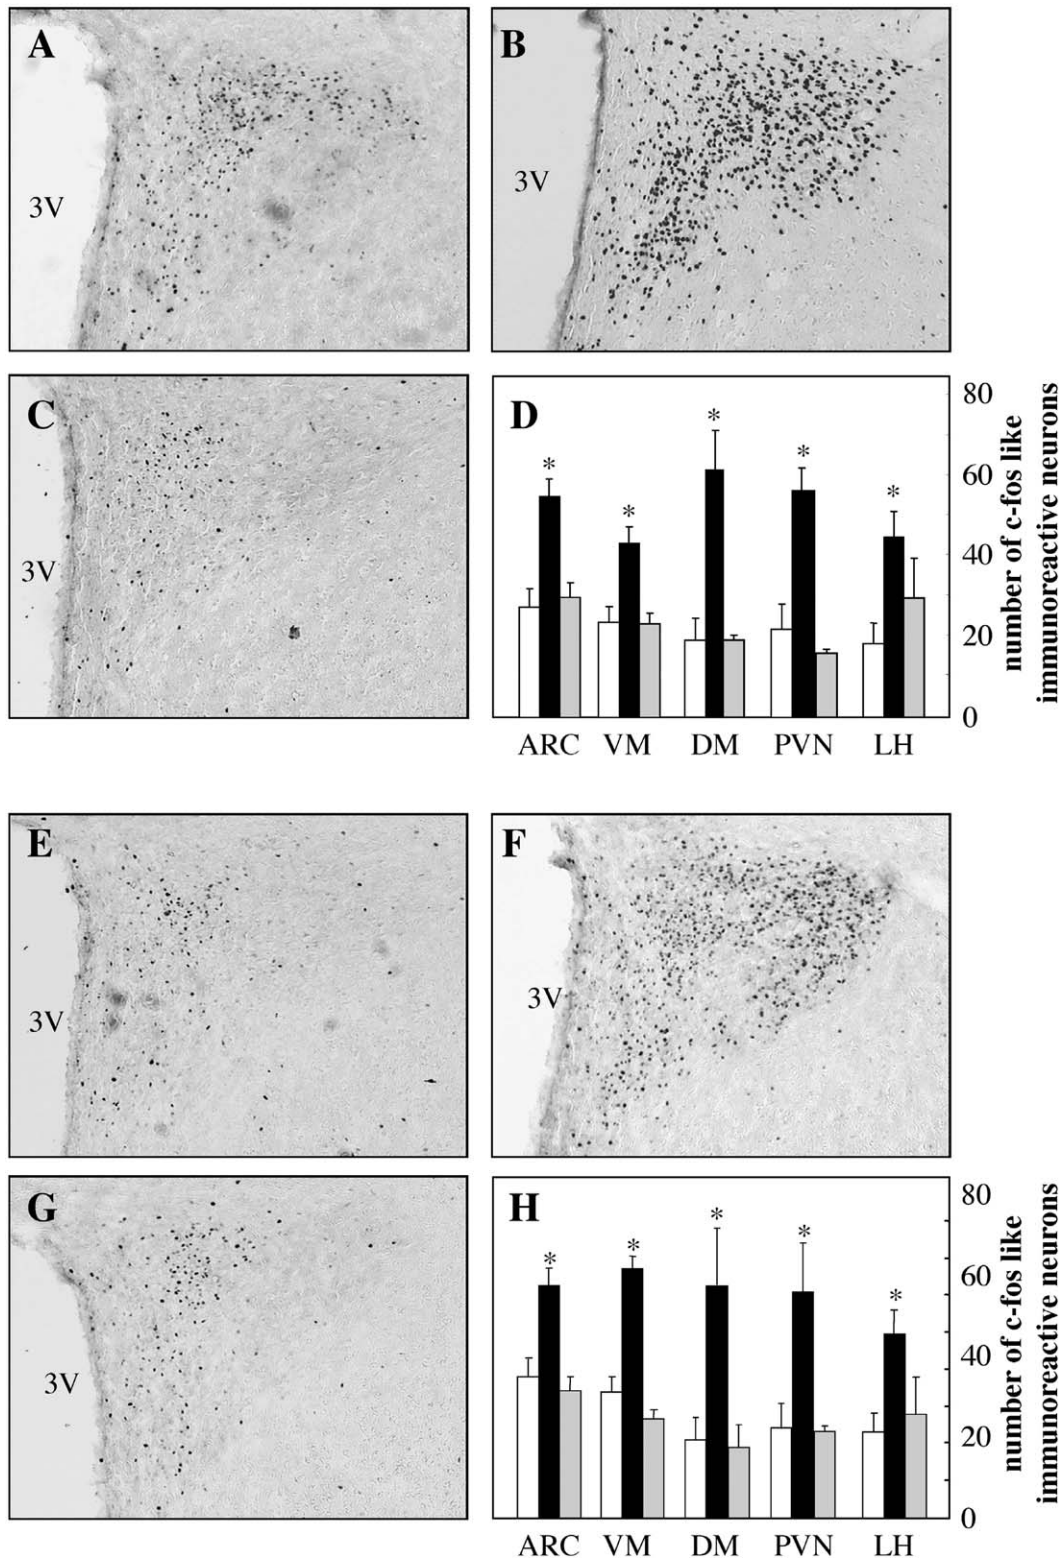 A
3V
B
3V
C
3V
D
*
*
*
*
*
80
60
40
20
0
number of c-fos like
immunoreactive neurons
ARC VM DM PVN LH
E
3V
F
3V
G
3V
H
*
*
*
*
*
80
60
40
20
0
number of c-fos like
immunoreactive neurons
ARC VM DM PVN LH